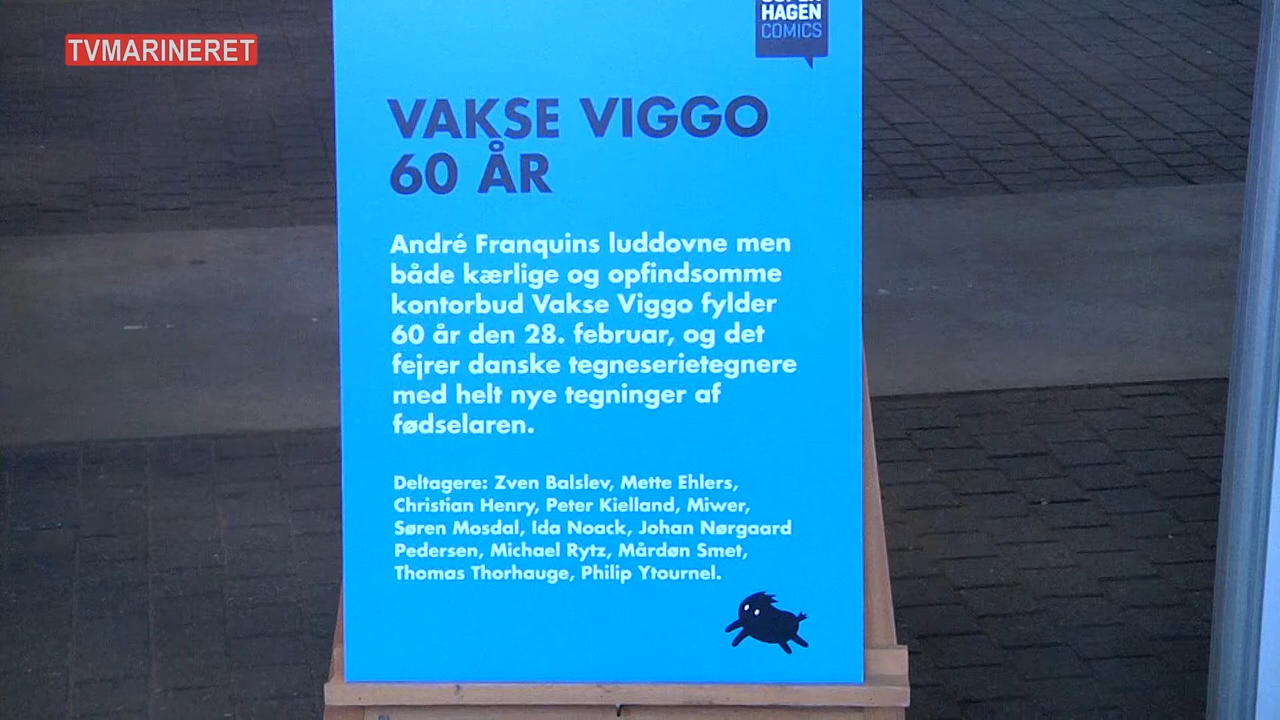 TVMARINERET
HAGEN
COMICS
VAKSE VIGGO
60 ÅR
André Franquins luddovne men
både kærlige og opfindsomme
kontorbud Vakse Viggo fylder
60 år den 28. februar, og det
fejrer danske tegneserietegnere
med helt nye tegninger af
fødselaren.
Deltagere: Zven Balslev, Mette Ehlers,
Christian Henry, Peter Kielland, Miwer,
Søren Mosdal, Ida Noack, Johan Nørgaard
Pedersen, Michael Rytz, Mårdøn Smet,
Thomas Thorhauge, Philip Ytournel.